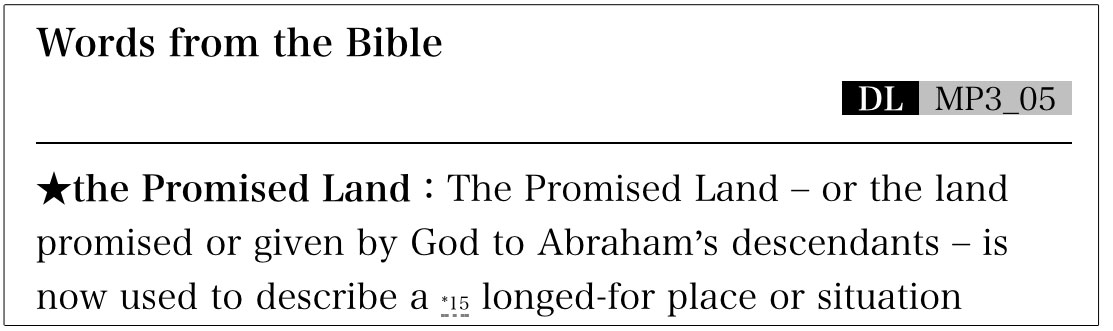 Words from the Bible
DL MP3_05
★the Promised Land : The Promised Land – or the land
promised or given by God to Abraham’s descendants – is
now used to describe a *15 longed-for place or situation